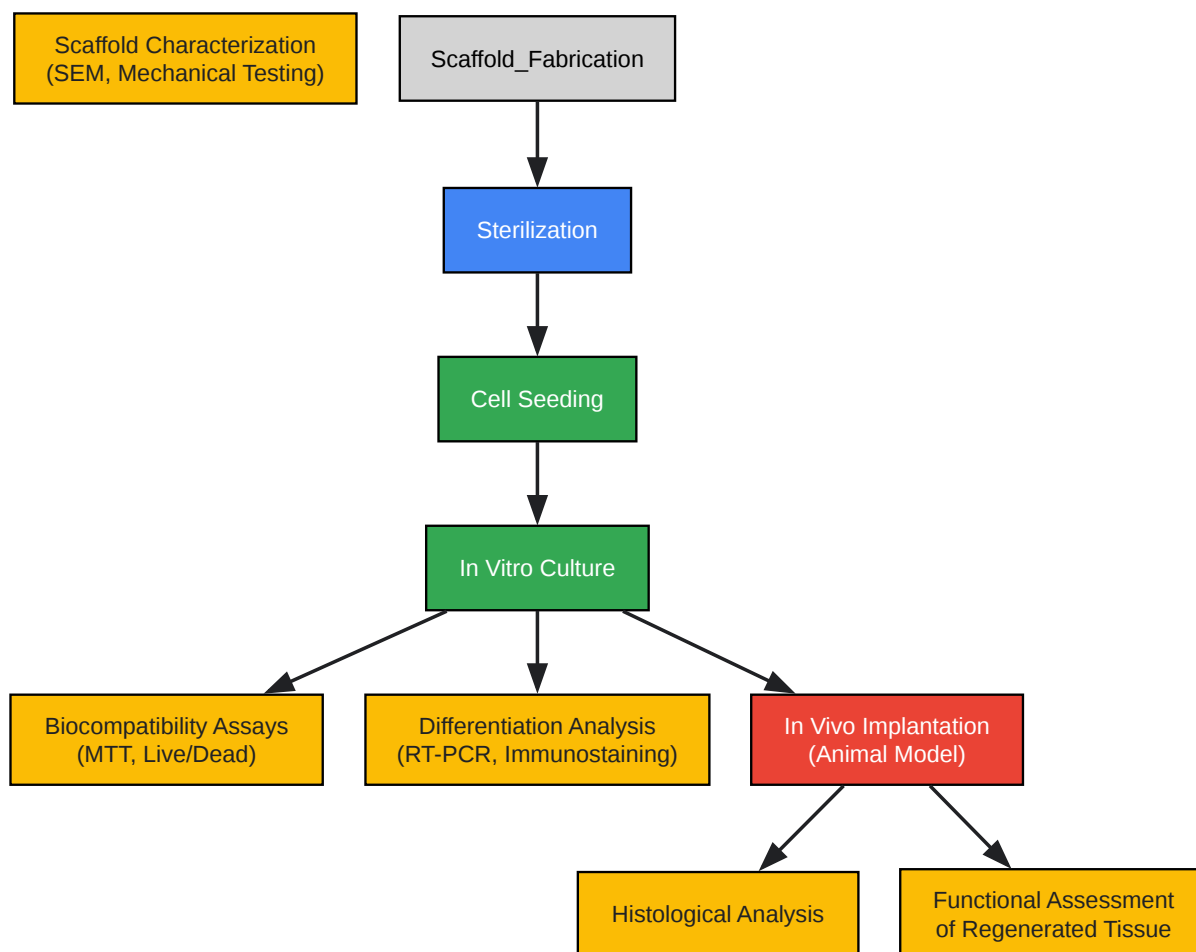 Scaffold Characterization
(SEM, Mechanical Testing)
Scaffold_Fabrication
Sterilization
Cell Seeding
In Vitro Culture
Biocompatibility Assays
(MTT, Live/Dead)
Differentiation Analysis
(RT-PCR, Immunostaining)
In Vivo Implantation
(Animal Model)
Histological Analysis
Functional Assessment
of Regenerated Tissue